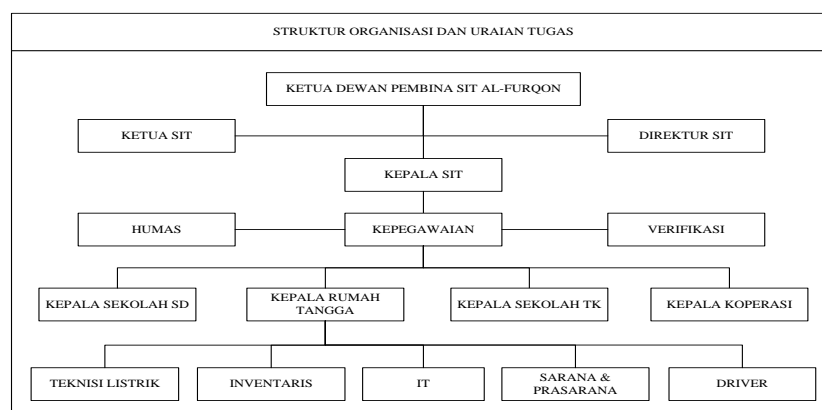 STRUKTUR ORGANISASI DAN URAIAN TUGAS
KETUA DEWAN PEMBINA SIT AL-FURQON
KETUA SIT
DIREKTUR SIT
KEPALA SIT
HUMAS
KEPEGAWAIAN
VERIFIKASI
KEPALA SEKOLAH SD
KEPALA RUMAH
TANGGA
KEPALA SEKOLAH TK
KEPALA KOPERASI
TEKNISI LISTRIK
INVENTARIS
IT
SARANA &
PRASARANA
DRIVER